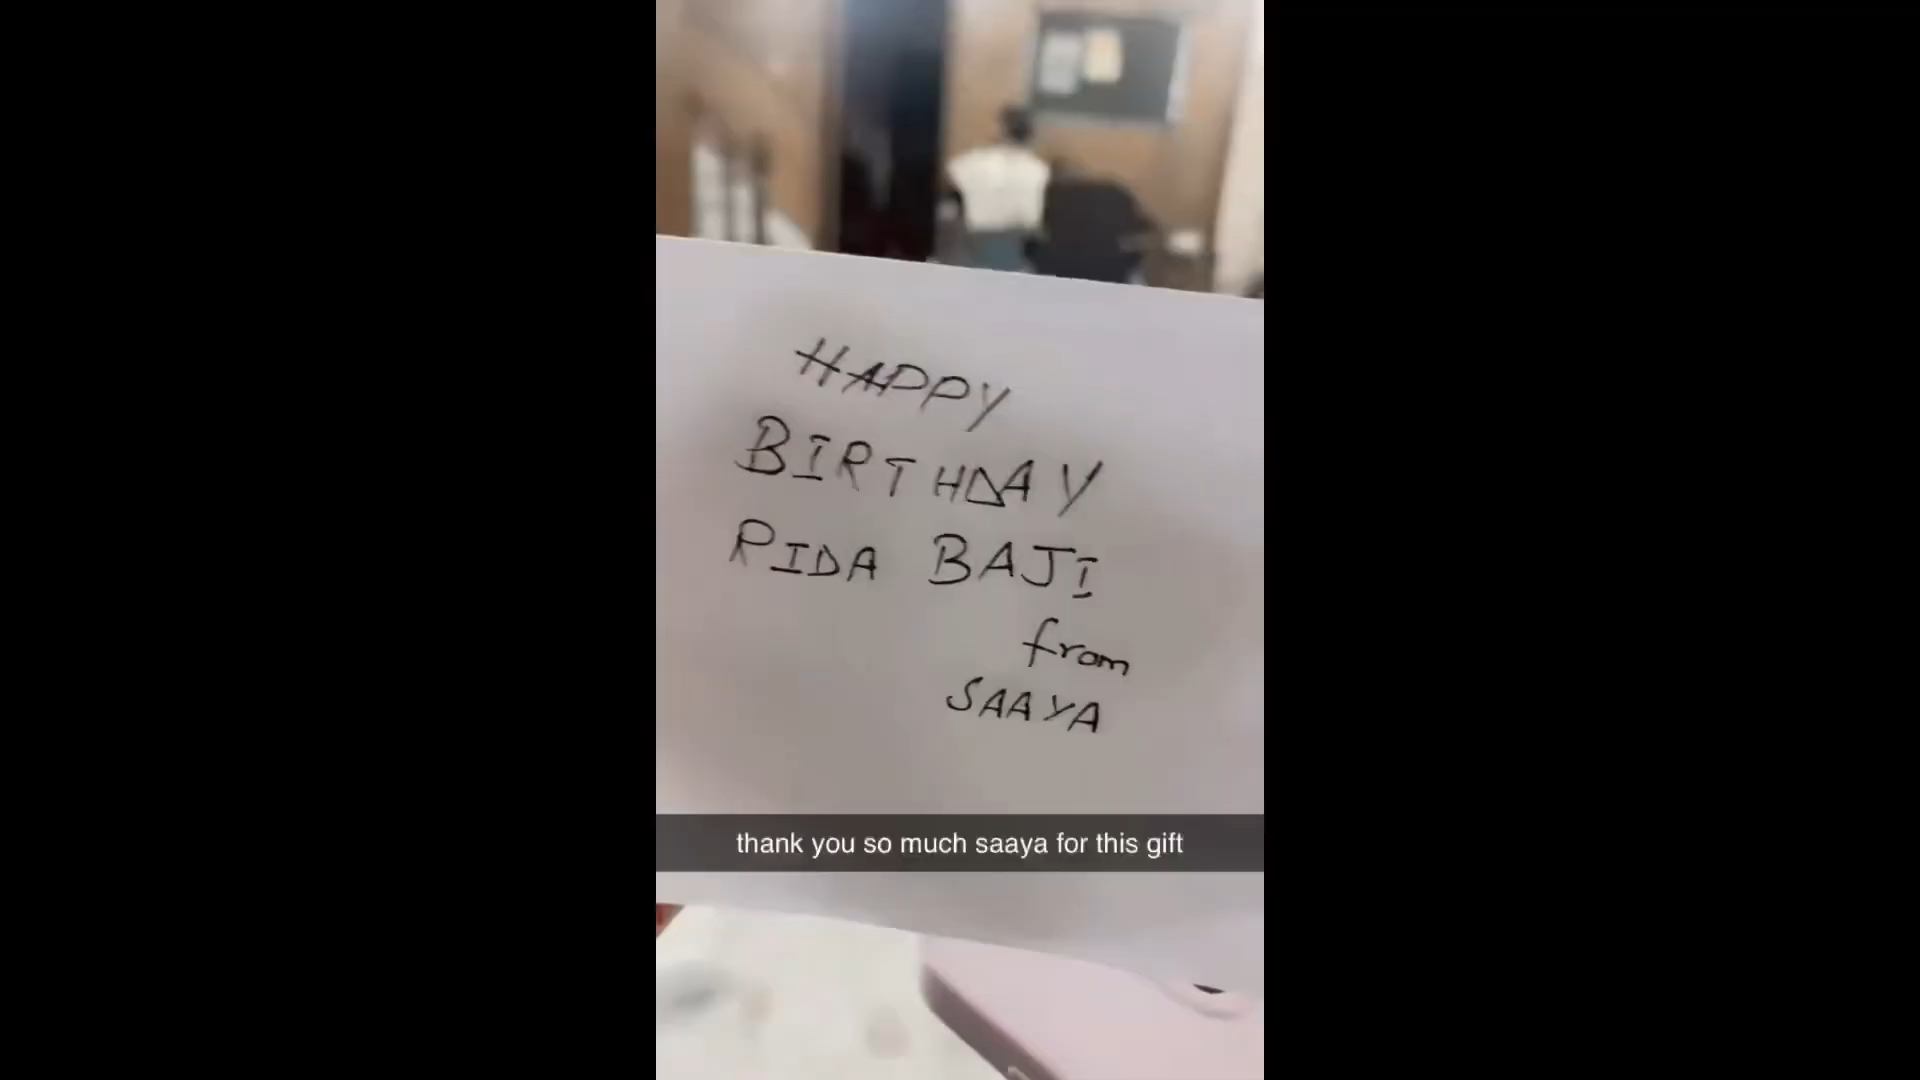 HAPPY
BIRTHDAY
RIDA BAJI
from
SAAYA
thank you so much saaya for this gift